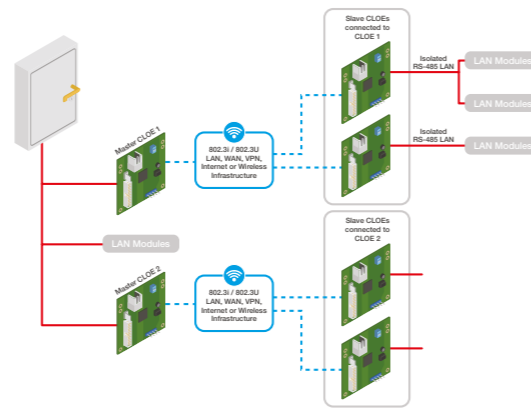 Slave CLOEs
connected to
CLOE 1
Isolated
RS-485 LAN
LAN Modules
LAN Modules
Master CLOE 1
802.3i / 802.3U
LAN, WAN, VPN,
Internet or Wireless
Infrastructure
Isolated
RS-485 LAN
LAN Modules
Slave CLOEs
connected to
CLOE 2
LAN Modules
Master CLOE 2
802.3i / 802.3U
LAN, WAN, VPN,
Internet or Wireless
Infrastructure